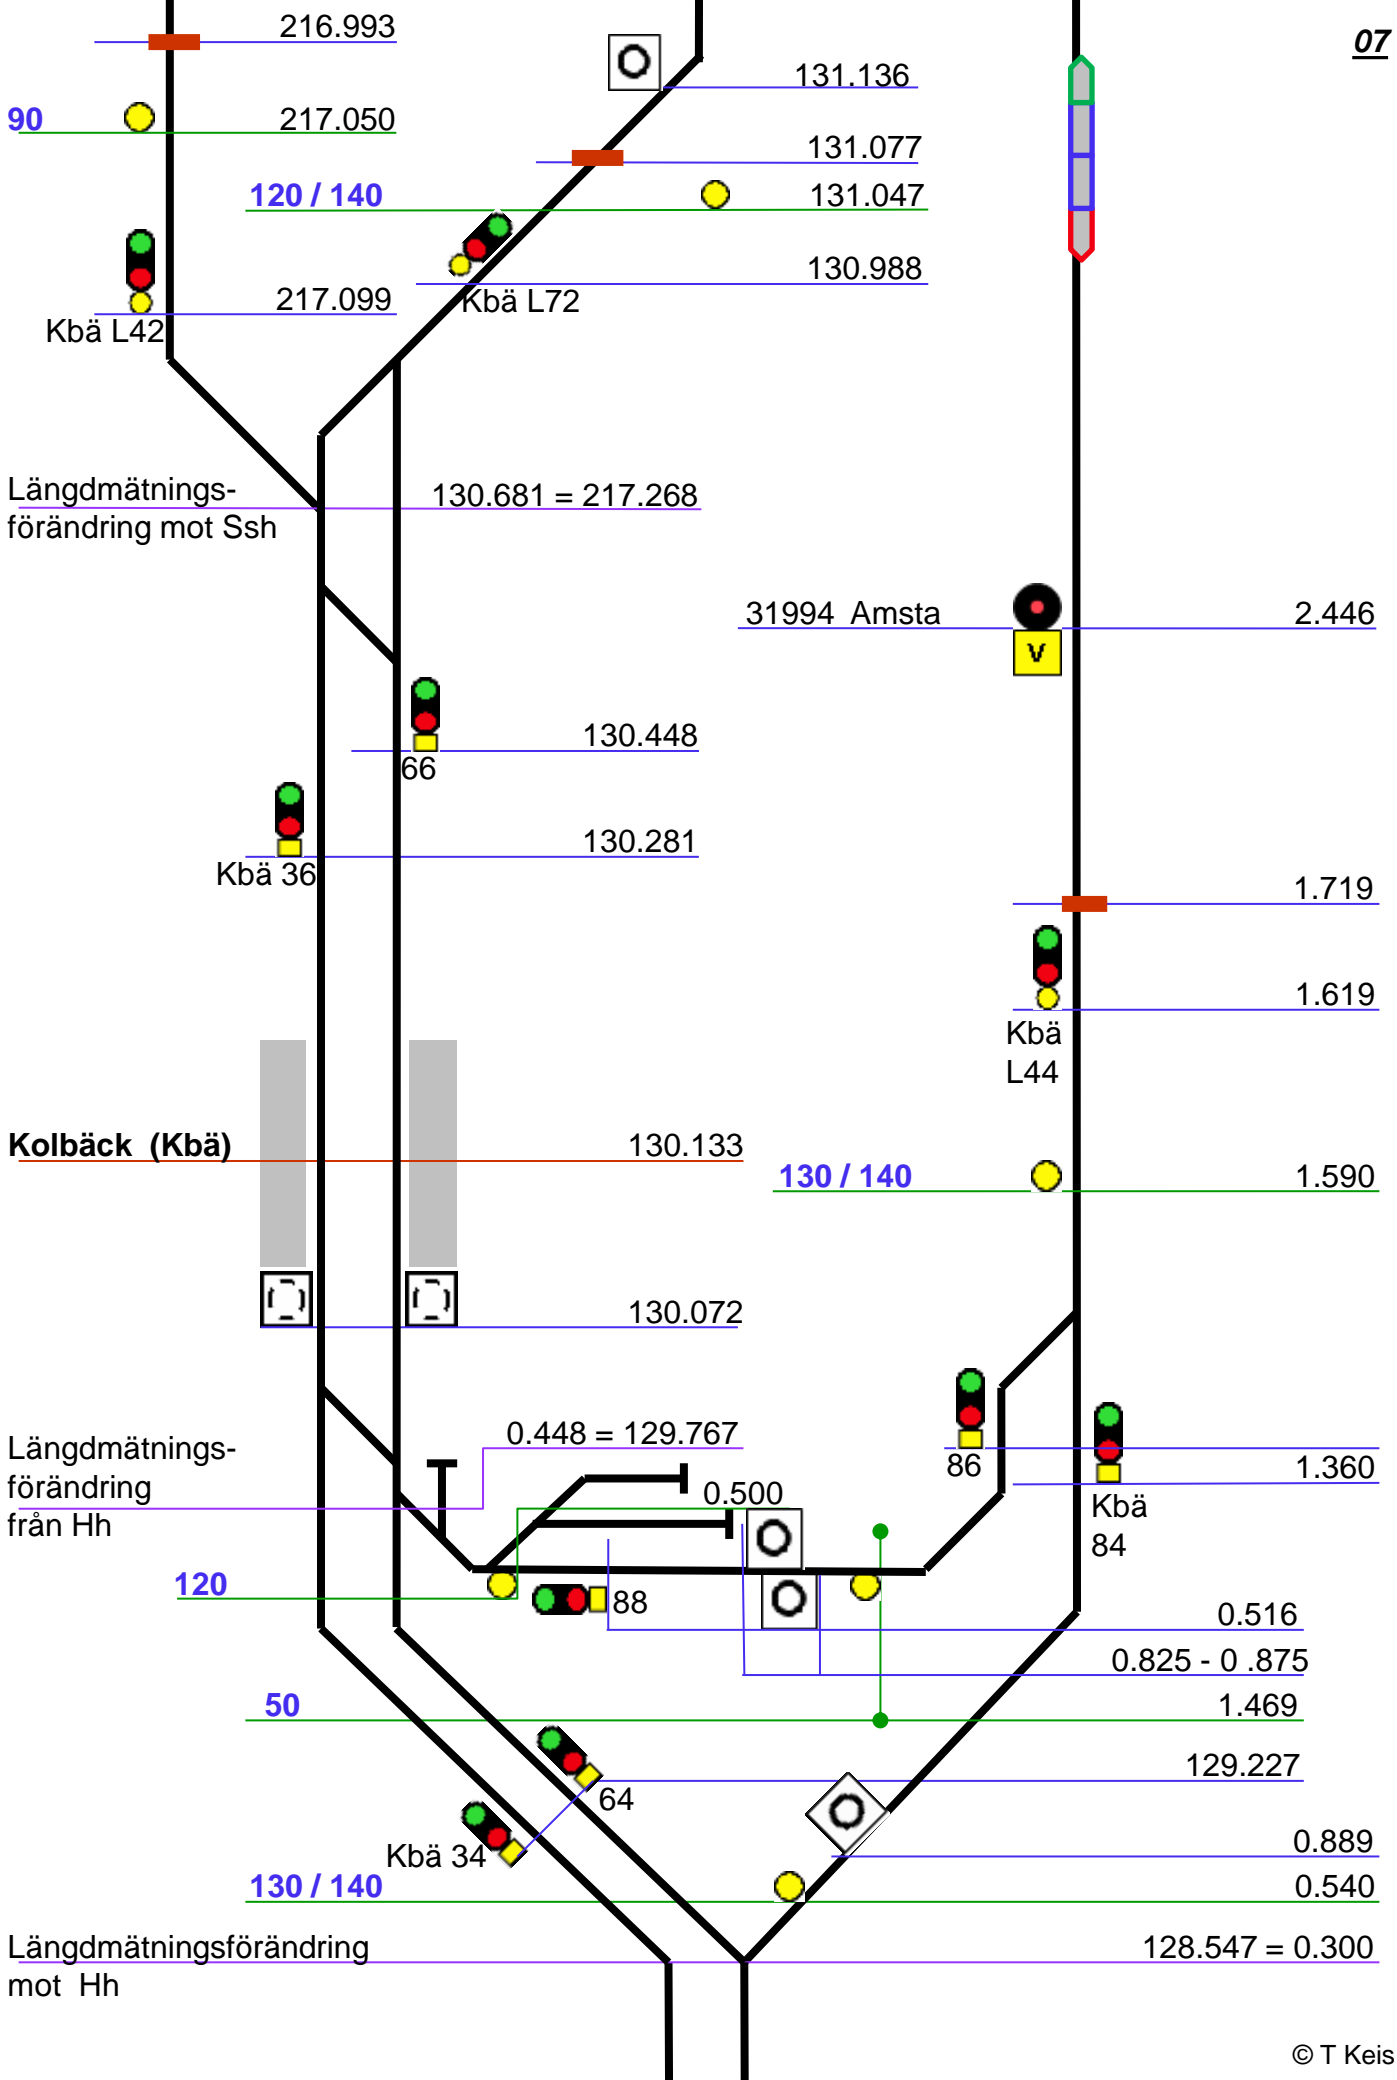 216.993
07
131.136
90
217.050
131.077
120 / 140
131.047
130.988
217.099
Kbä L72
Kbä L42
Längdmätnings-
förändring mot Ssh
130.681 = 217.268
31994 Amsta
2.446
V
130.448
66
130.281
Kbä 36
1.719
1.619
Kbä
L44
Kolbäck (Kbä)
130.133
130 / 140
1.590
130.072
Längdmätnings-
förändring
från Hh
0.448 = 129.767
86
1.360
0.500
Kbä
84
120
88
0.516
0.825 - 0 .875
50
1.469
129.227
64
Kbä 34
0.889
130 / 140
0.540
Längdmätningsförändring
mot Hh
128.547 = 0.300
© T Keis